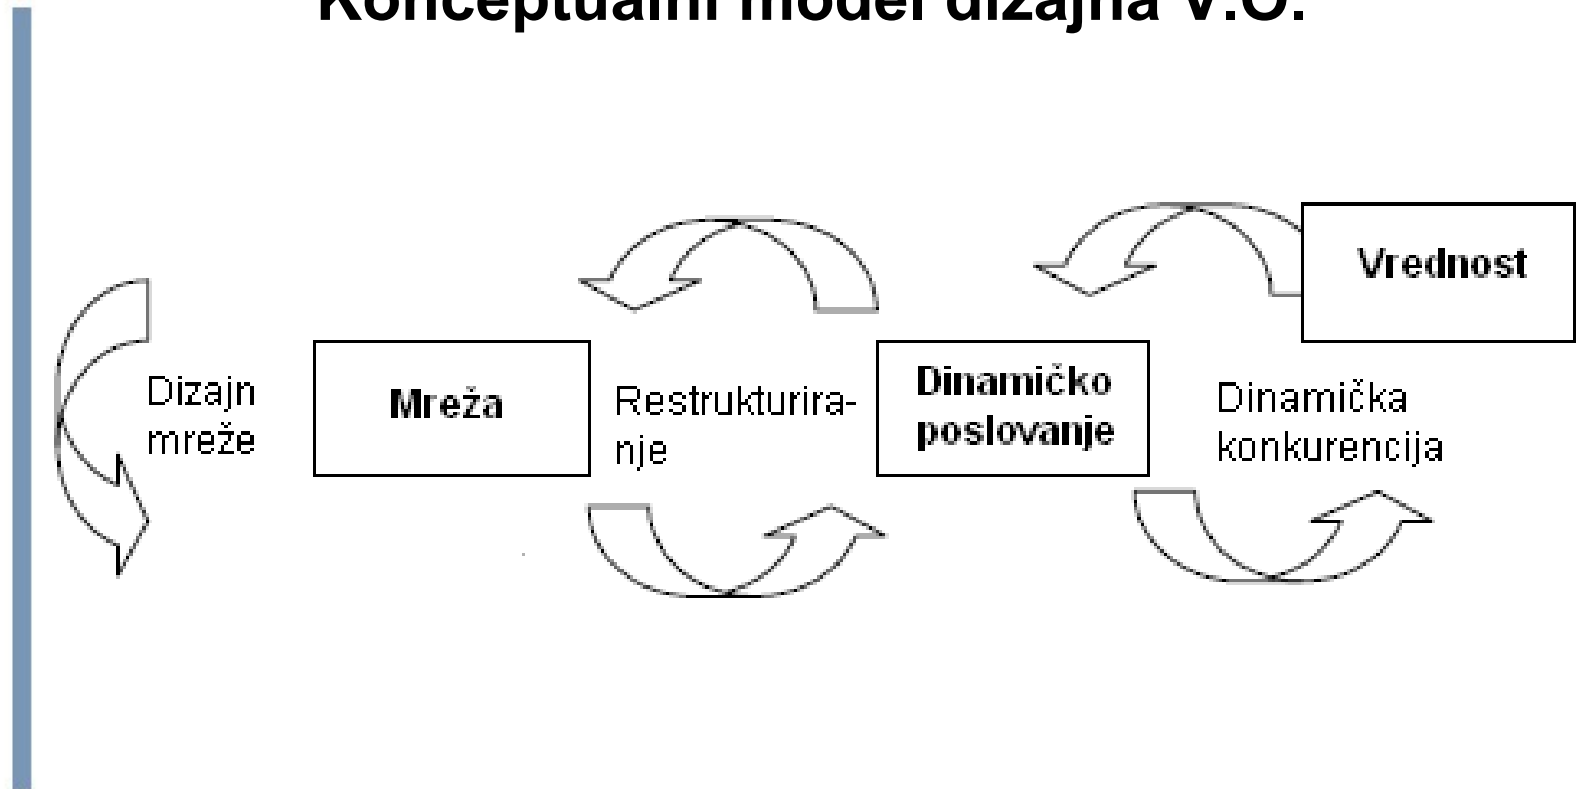 Konceptualni model dizajna V.O.
Dizajn
mreže
Mreža
Restrukturira-
nje
Dinamičko
poslovanje
Dinamička
konkurencija
Vrednost